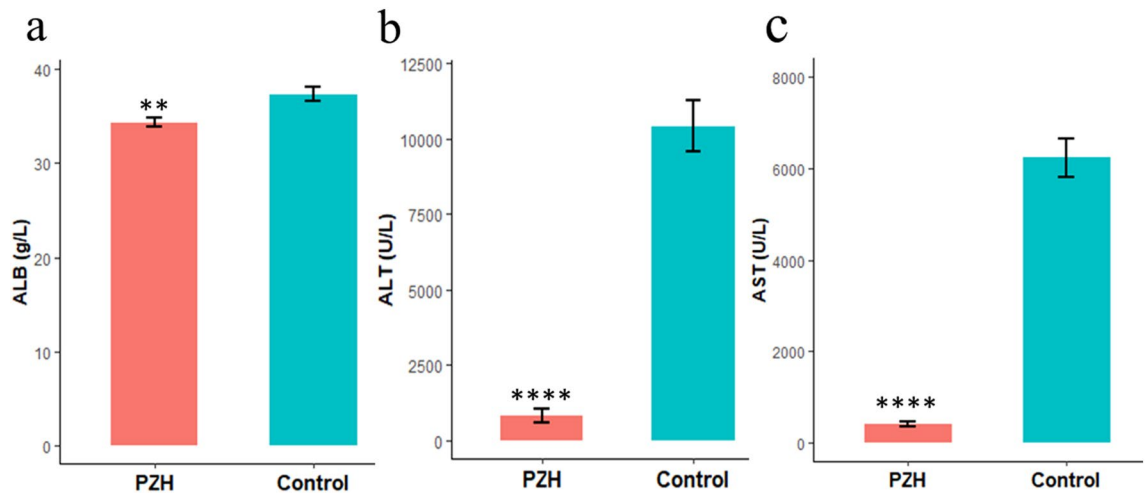 a
ALB (g/L)
40
30
20
10
0
**
PZH
Control
b
ALT (U/L)
12500
10000
7500
5000
2500
0
****
PZH
Control
c
AST (U/L)
8000
6000
4000
2000
0
****
PZH
Control